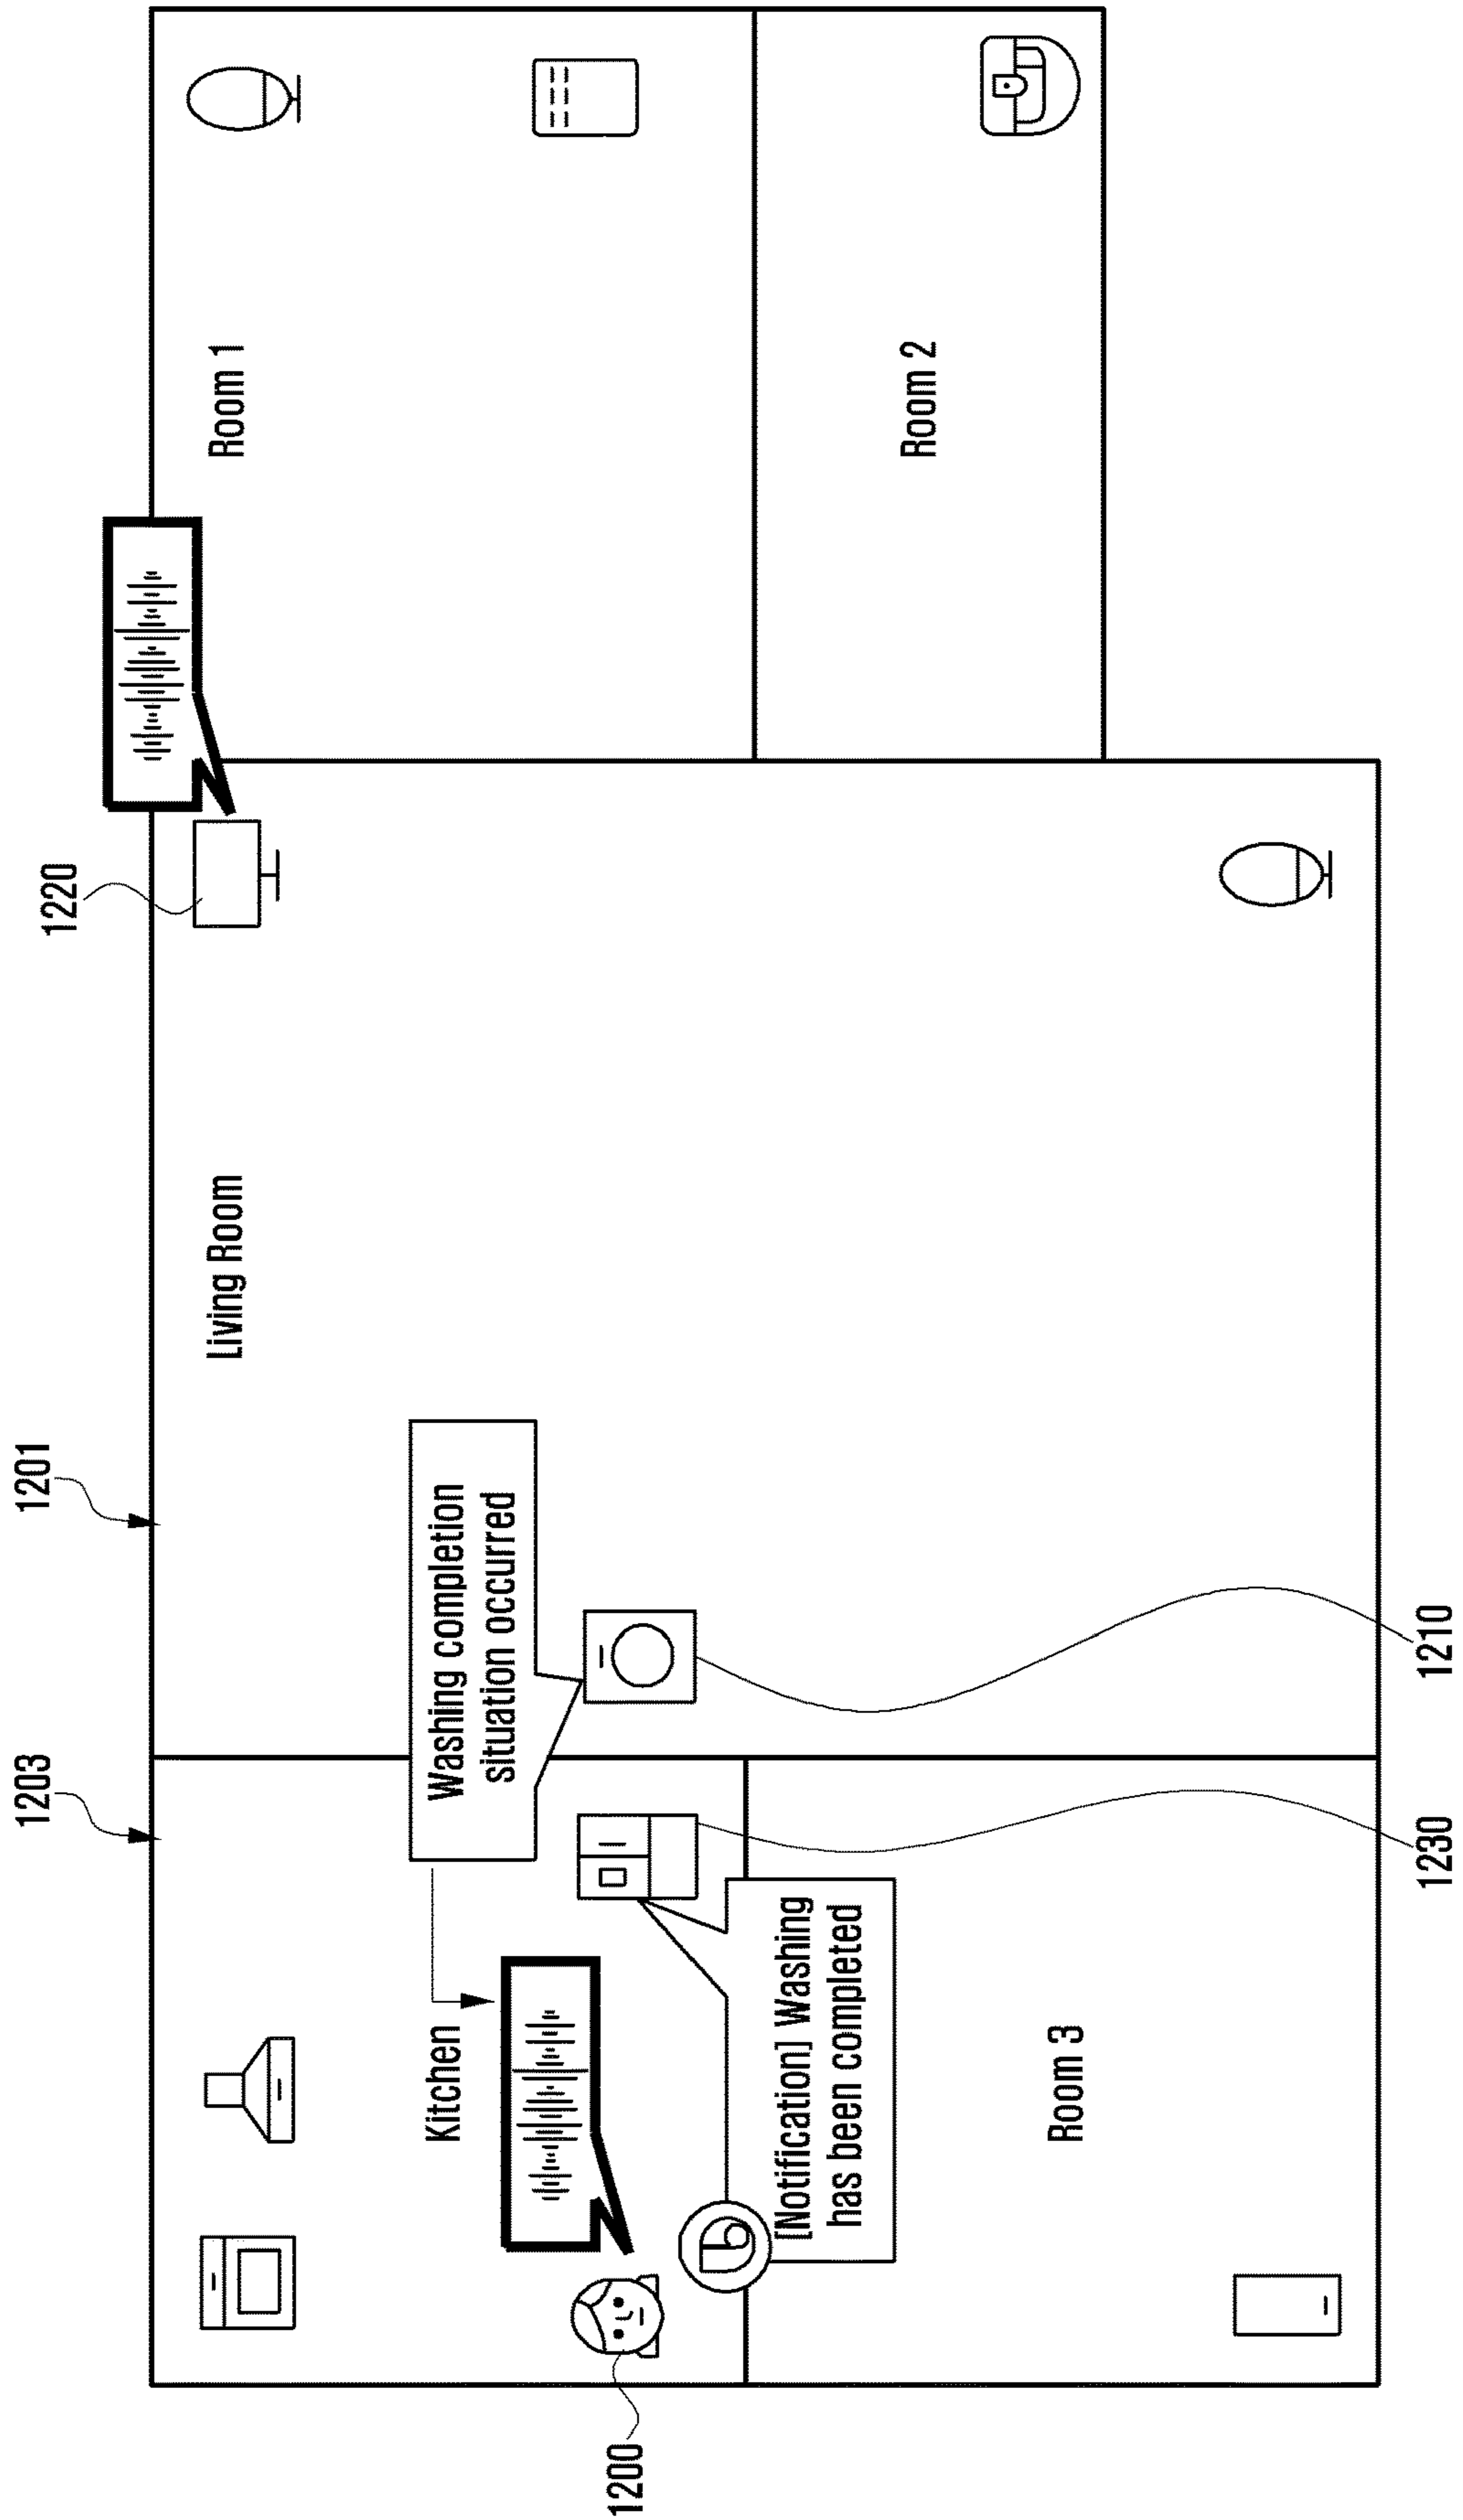 1203
1201
1220
Kitchen
Living Room
Room 1
Washing completion
situation occurred
1200
[Notification] Washing
has been completed
Room 3
Room 2
1230
1210